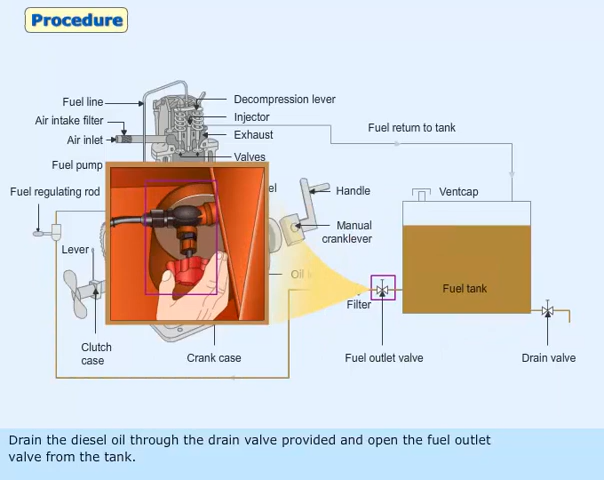 Procedure
Fuel line
Decompression lever
Air intake filter
Injector
Fuel return to tank
Air inlet
Exhaust
Valves
Fuel pump
Fuel regulating rod
Handle
Ventcap
Manual
cranklever
Lever
Oil
Fuel tank
Filter
Clutch
case
Crank case
Fuel outlet valve
Drain valve
Drain the diesel oil through the drain valve provided and open the fuel outlet
valve from the tank.